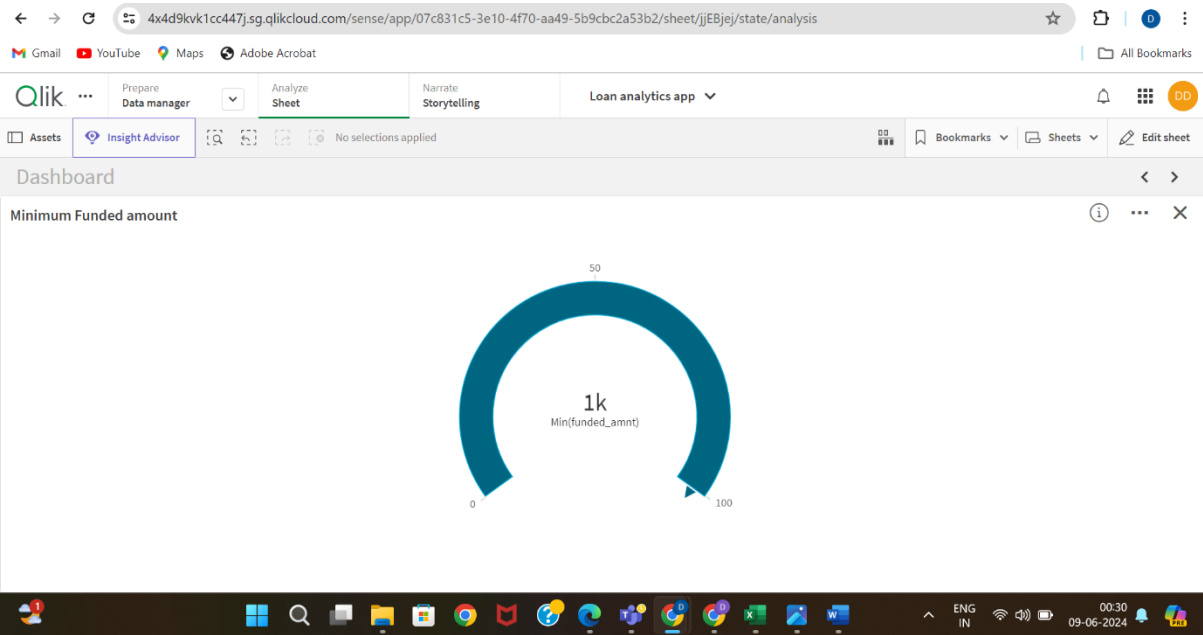 4x4d9kvk1cc447j.sg.qlikcloud.com/sense/app/07c831c5-3e10-4f70-aa49-5b9cbc2a53b2/sheet/jjEBjej/state/analysis
D
Gmail YouTube Maps Adobe Acrobat All Bookmarks
Qlik
Prepare
Data manager
Analyze
Sheet
Narrate
Storytelling
Loan analytics app
DD
Assets Insight Advisor No selections applied Bookmarks Sheets Edit sheet
Dashboard
Minimum Funded amount
50
1k
Min(funded_amnt)
0
100
1
ENG
IN
00:30
09-06-2024